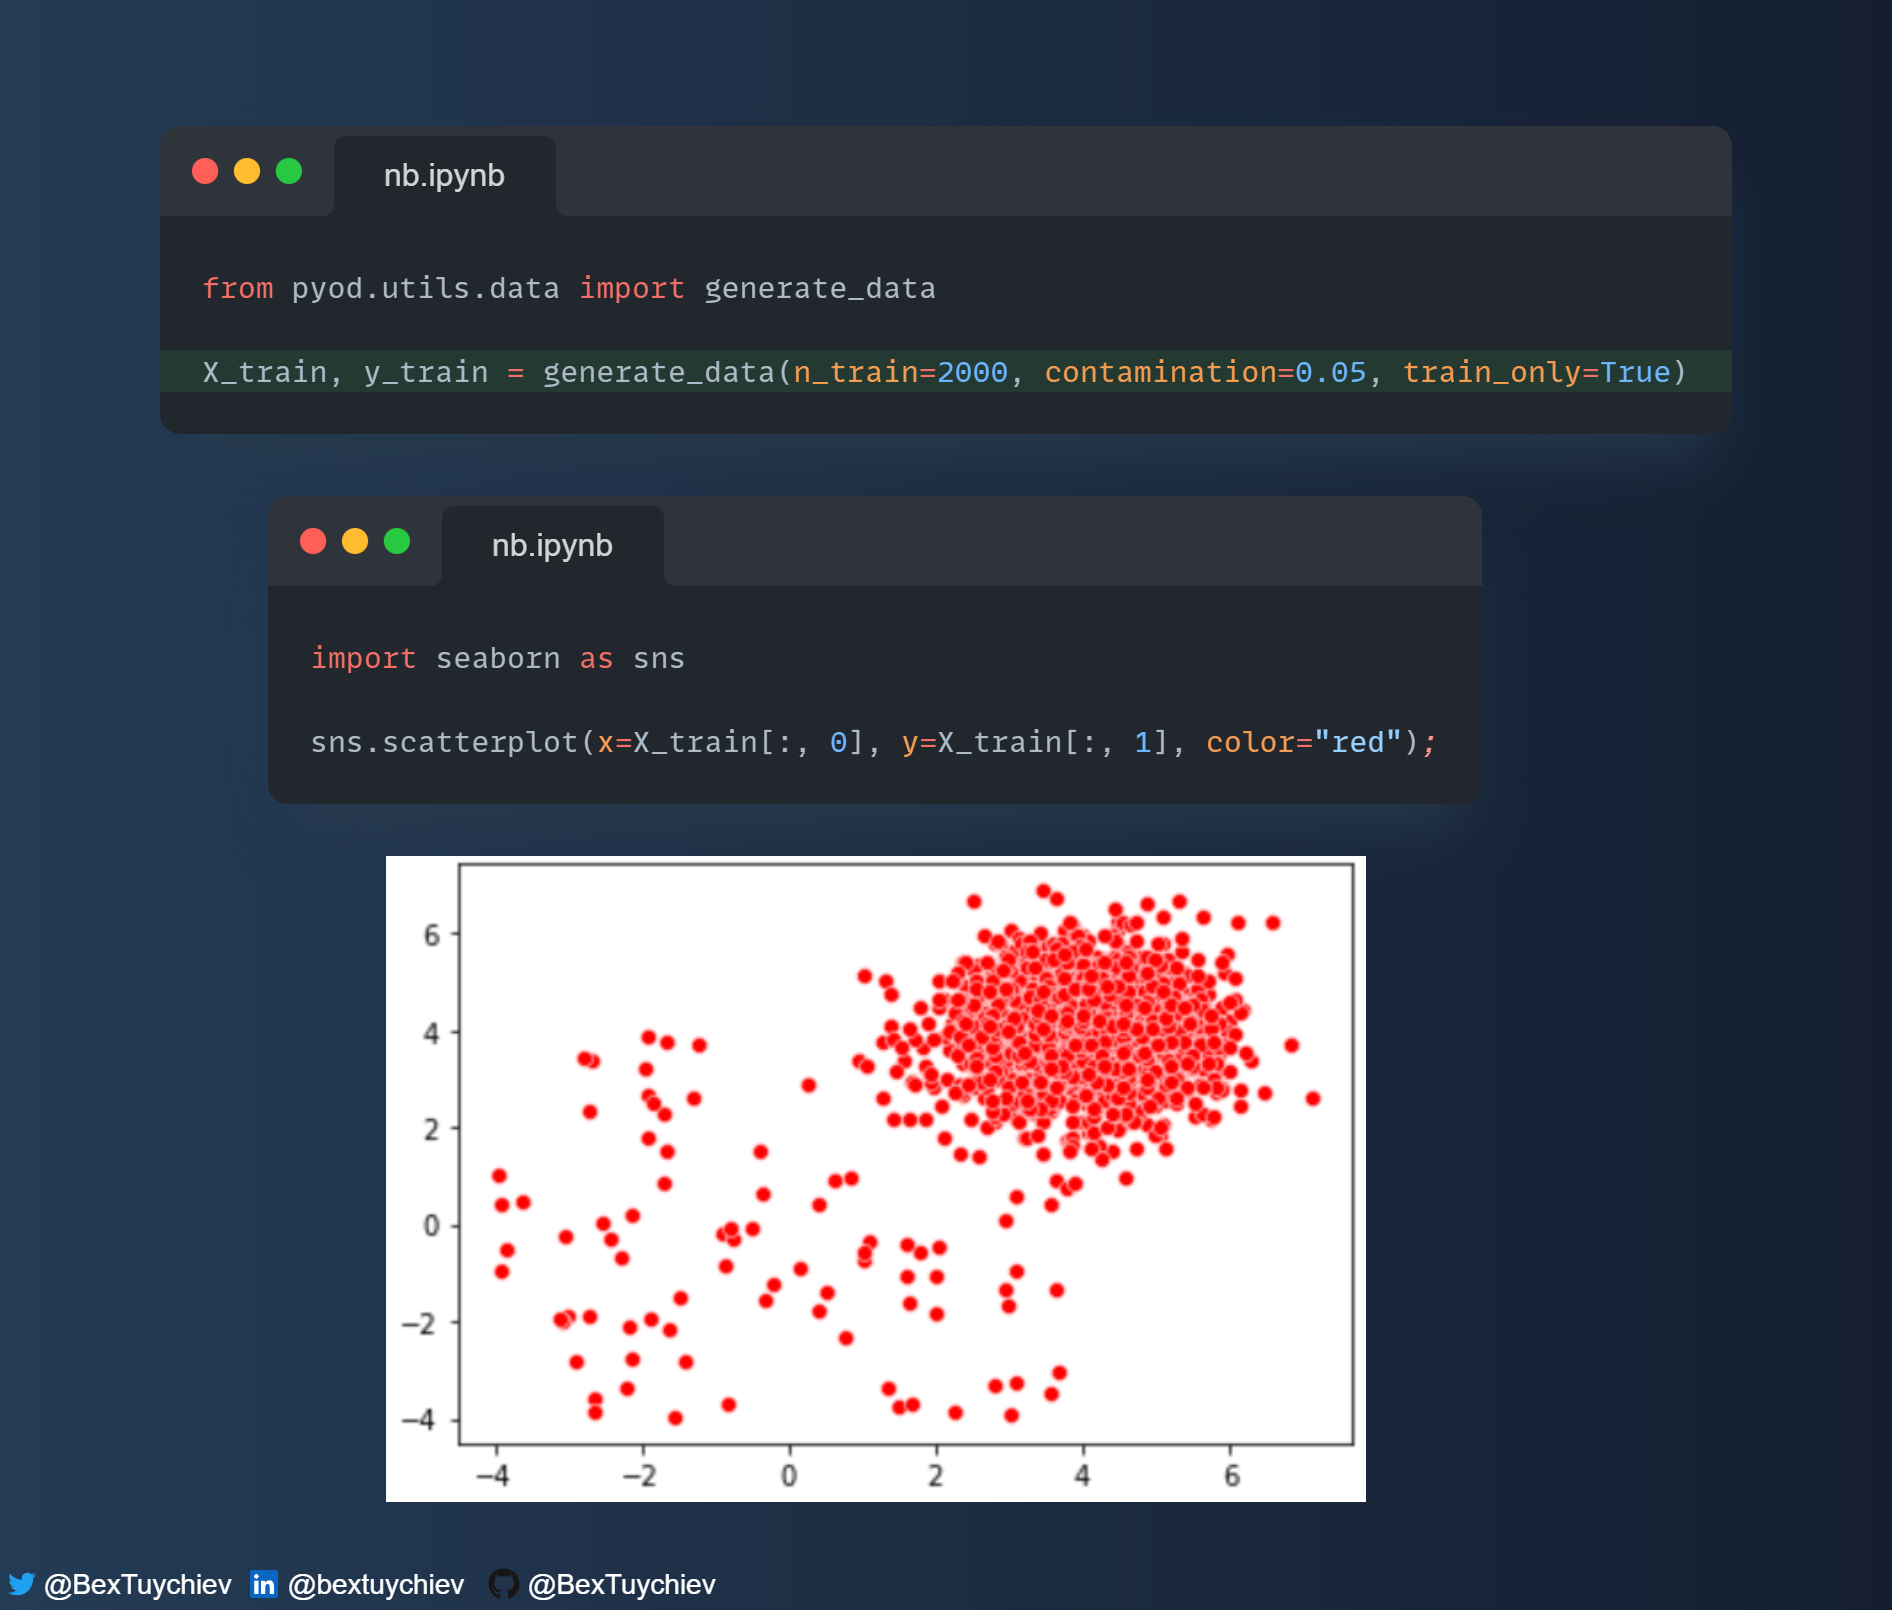 nb.ipynb
from pyod.utils.data import generate_data
X_train, y_train = generate_data(n_train=2000, contamination=0.05, train_only=True)
nb.ipynb
import seaborn as sns
sns.scatterplot(x=X_train[:, 0], y=X_train[:, 1], color="red");
6
4
2
0
−2
−4
−4 −2 0 2 4 6
@BexTuychiev in @bextuychiev @BexTuychiev